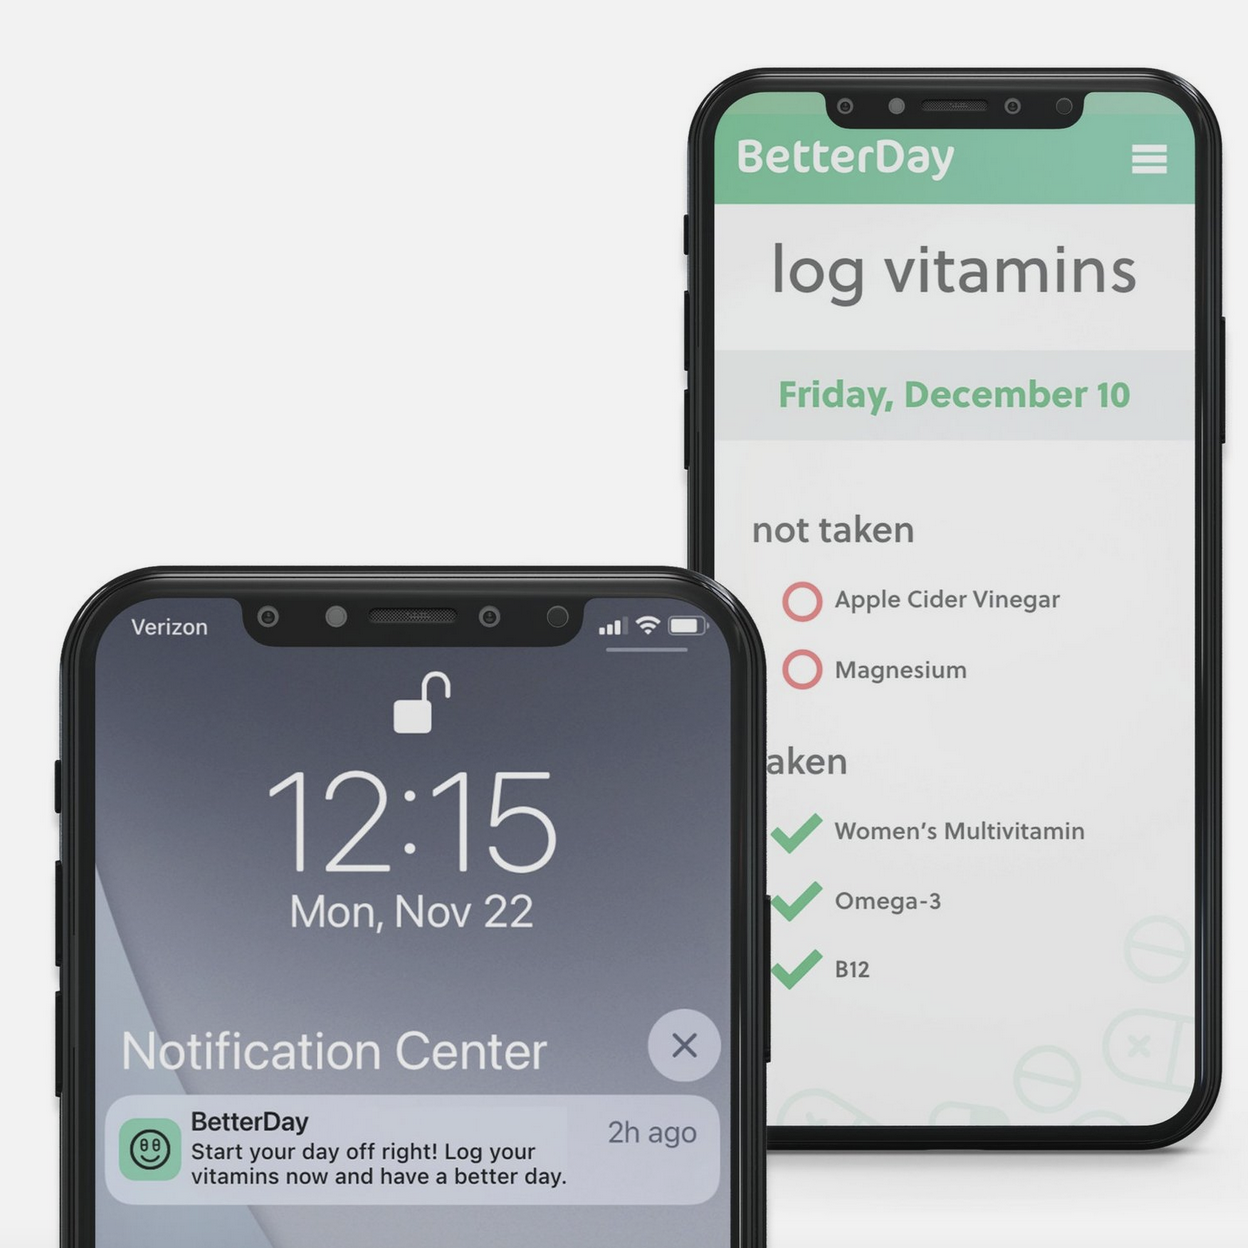 BetterDay
log vitamins
Friday, December 10
not taken
Apple Cider Vinegar
Magnesium
aken
Women's Multivitamin
Omega-3
B12
Verizon
12:15
Mon, Nov 22
Notification Center
BetterDay
2h ago
Start your day off right! Log your
vitamins now and have a better day.